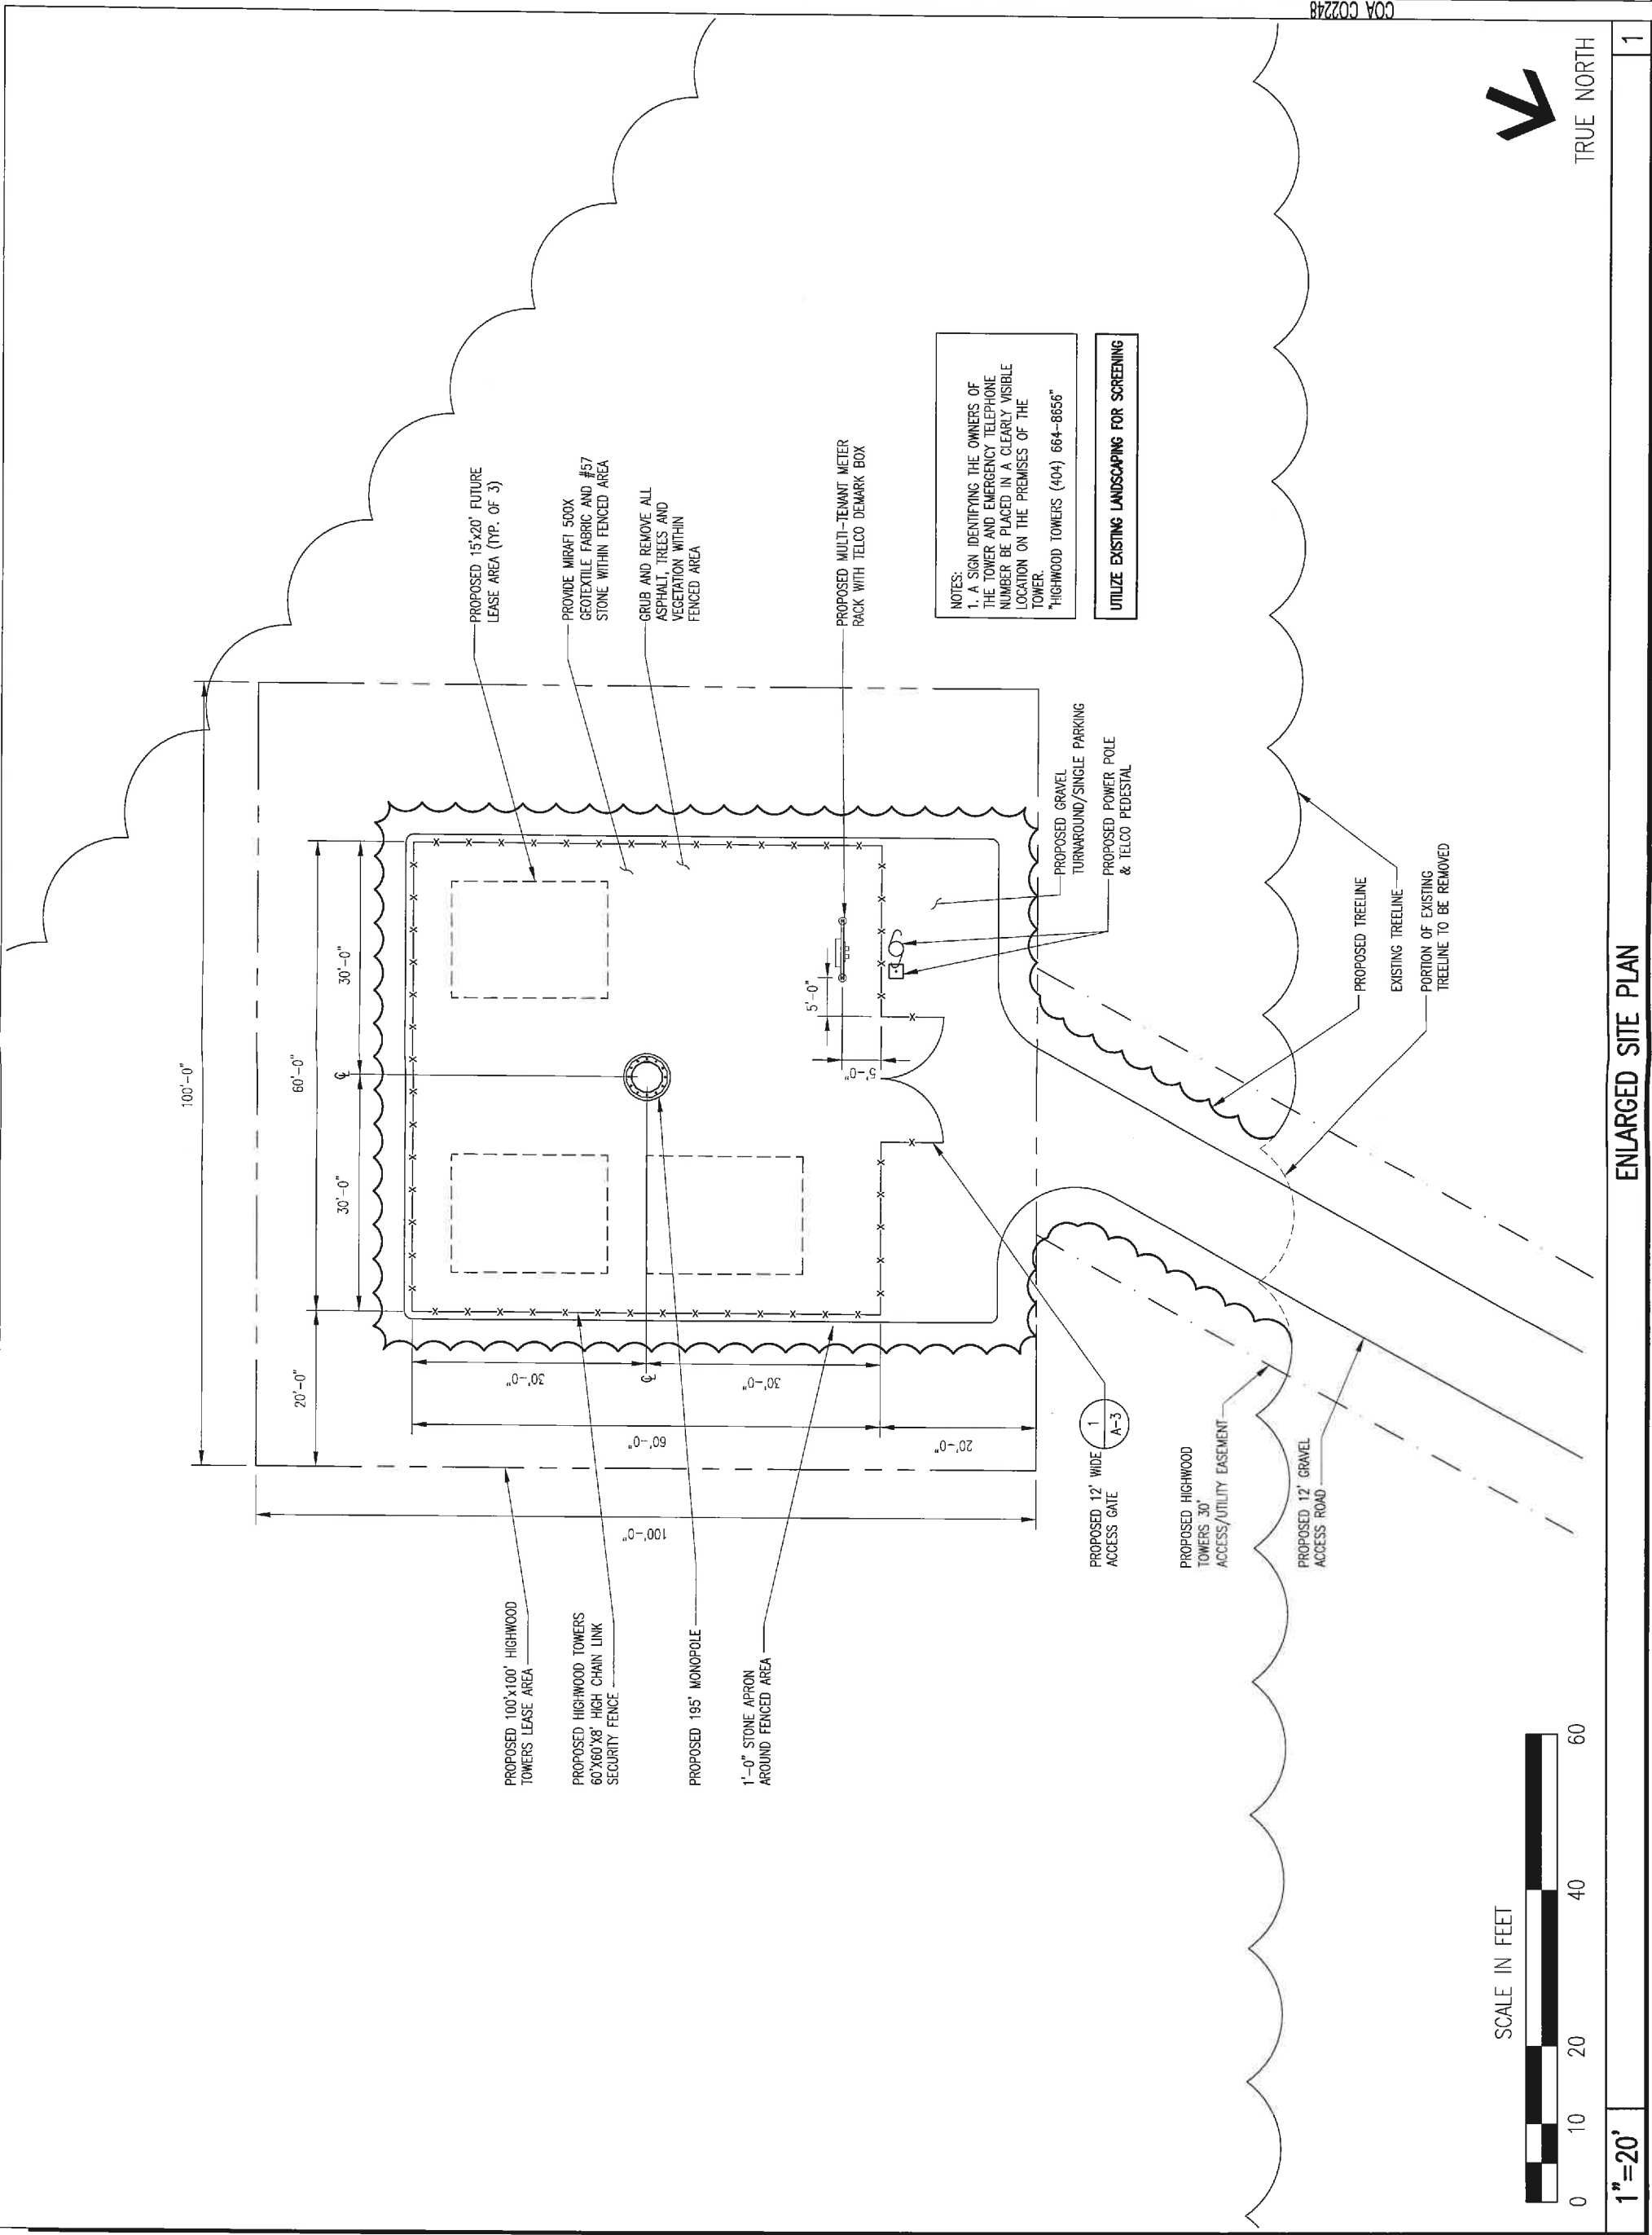 COA CO2248
1
TRUE NORTH
100'-0"
60'-0"
20'-0"
30'-0"
℄
30'-0"
100'-0"
60'-0"
20'-0"
30'-0"
℄
30'-0"
5'-0"
5'-0"
PROPOSED 100'x100' HIGHWOOD
TOWERS LEASE AREA
PROPOSED HIGHWOOD TOWERS
60'X60'X8' HIGH CHAIN LINK
SECURITY FENCE
PROPOSED 195' MONOPOLE
1'-0" STONE APRON
AROUND FENCED AREA
PROPOSED 12' WIDE
ACCESS GATE
1
A-3
PROPOSED HIGHWOOD
TOWERS 30'
ACCESS/UTILITY EASEMENT
PROPOSED 12' GRAVEL
ACCESS ROAD
PROPOSED 15'x20' FUTURE
LEASE AREA (TYP. OF 3)
PROVIDE MIRAFI 500X
GEOTEXTILE FABRIC AND #57
STONE WITHIN FENCED AREA
GRUB AND REMOVE ALL
ASPHALT, TREES AND
VEGETATION WITHIN
FENCED AREA
PROPOSED MULTI-TENANT METER
RACK WITH TELCO DEMARK BOX
NOTES:
1. A SIGN IDENTIFYING THE OWNERS OF
THE TOWER AND EMERGENCY TELEPHONE
NUMBER BE PLACED IN A CLEARLY VISIBLE
LOCATION ON THE PREMISES OF THE
TOWER.
"HIGHWOOD TOWERS (404) 664-8656"
UTILIZE EXISTING LANDSCAPING FOR SCREENING
PROPOSED GRAVEL
TURNAROUND/SINGLE PARKING
PROPOSED POWER POLE
& TELCO PEDESTAL
PROPOSED TREELINE
EXISTING TREELINE
PORTION OF EXISTING
TREELINE TO BE REMOVED
SCALE IN FEET
0 10 20 40 60
1"=20'
ENLARGED SITE PLAN